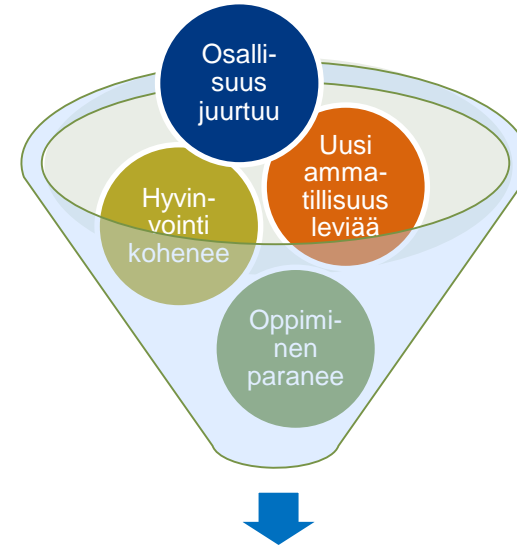 Osalli-
suus
juurtuu
Uusi
amma-
tillisuus
leviää
Hyvin-
vointi
kohenee
Oppimi-
nen
paranee